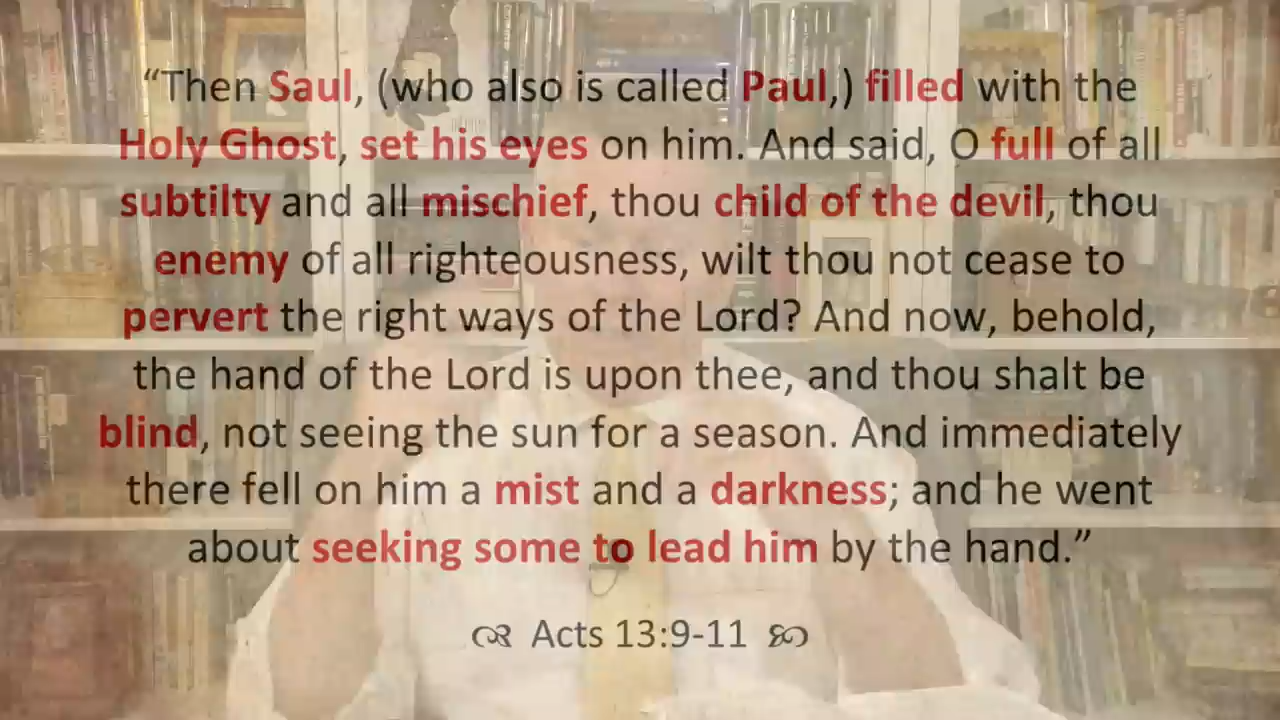 “Then Saul, (who also is called Paul,) filled with the
Holy Ghost, set his eyes on him. And said, O full of all
subtilty and all mischief, thou child of the devil, thou
enemy of all righteousness, wilt thou not cease to
pervert the right ways of the Lord? And now, behold,
the hand of the Lord is upon thee, and thou shalt be
blind, not seeing the sun for a season. And immediately
there fell on him a mist and a darkness; and he went
about seeking some to lead him by the hand.”
Acts 13:9-11